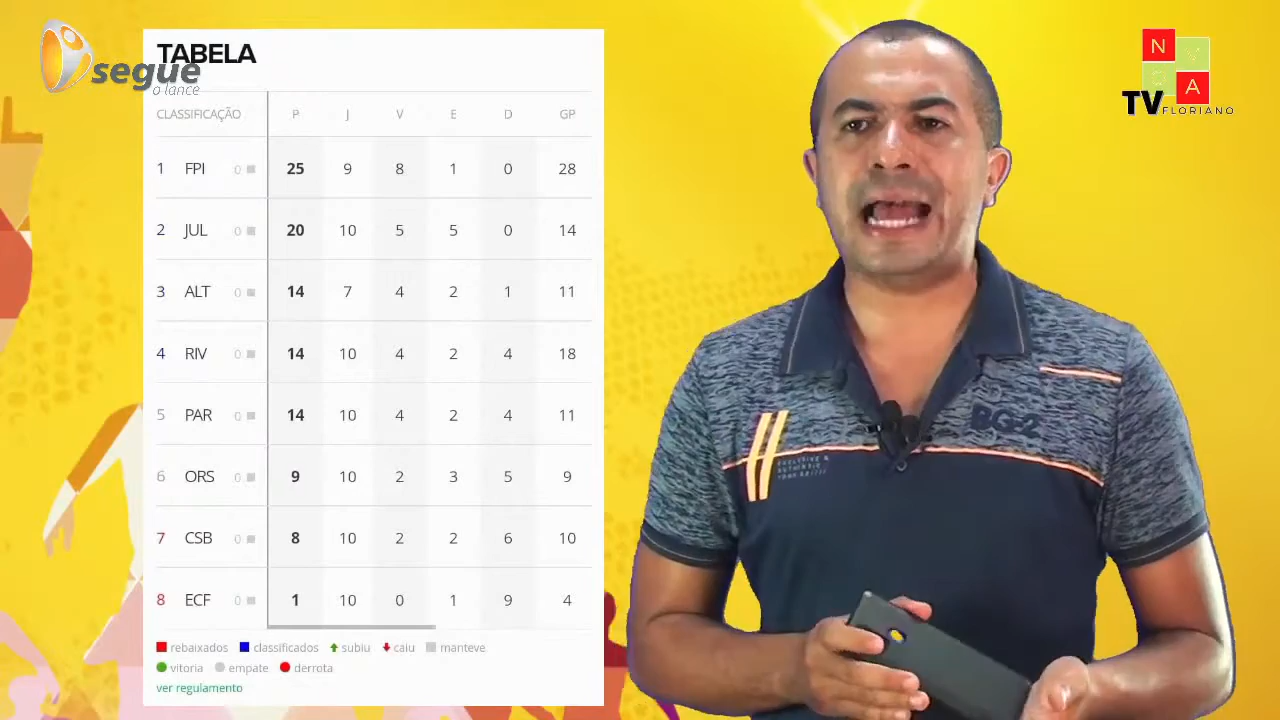 TABELA
segue
o lance
CLASSIFICAÇÃO P J V E D GP
1 FPI 0 25 9 8 1 0 28
2 JUL 0 20 10 5 5 0 14
3 ALT 0 14 7 4 2 1 11
4 RIV 0 14 10 4 2 4 18
5 PAR 0 14 10 4 2 4 11
6 ORS 0 9 10 2 3 5 9
7 CSB 0 8 10 2 2 6 10
8 ECF 0 1 10 0 1 9 4
rebaixados classificados subiu caiu manteve
vitoria empate derrota
ver regulamento
N V
O A
TV FLORIANO
BG-2
EXCLUSIVE &
AUTHENTIC